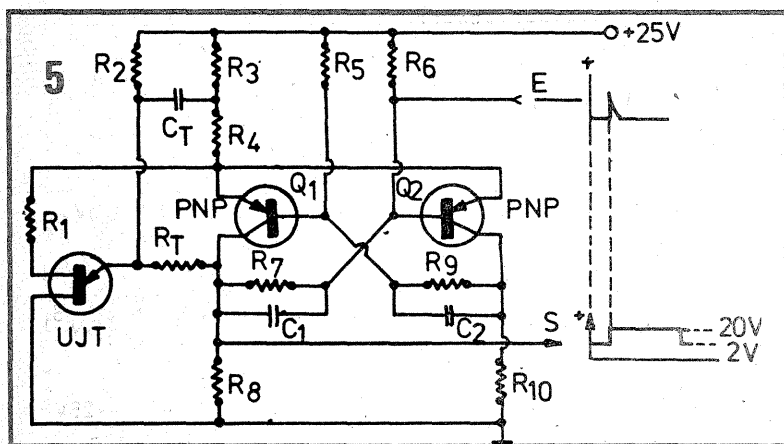 5
R2
R3
R5
R6
+25V
CT
E
+
R4
Q1
Q2
PNP
PNP
R1
RT
R7
R9
UJT
C1
C2
S
+
20V
2V
R8
R10